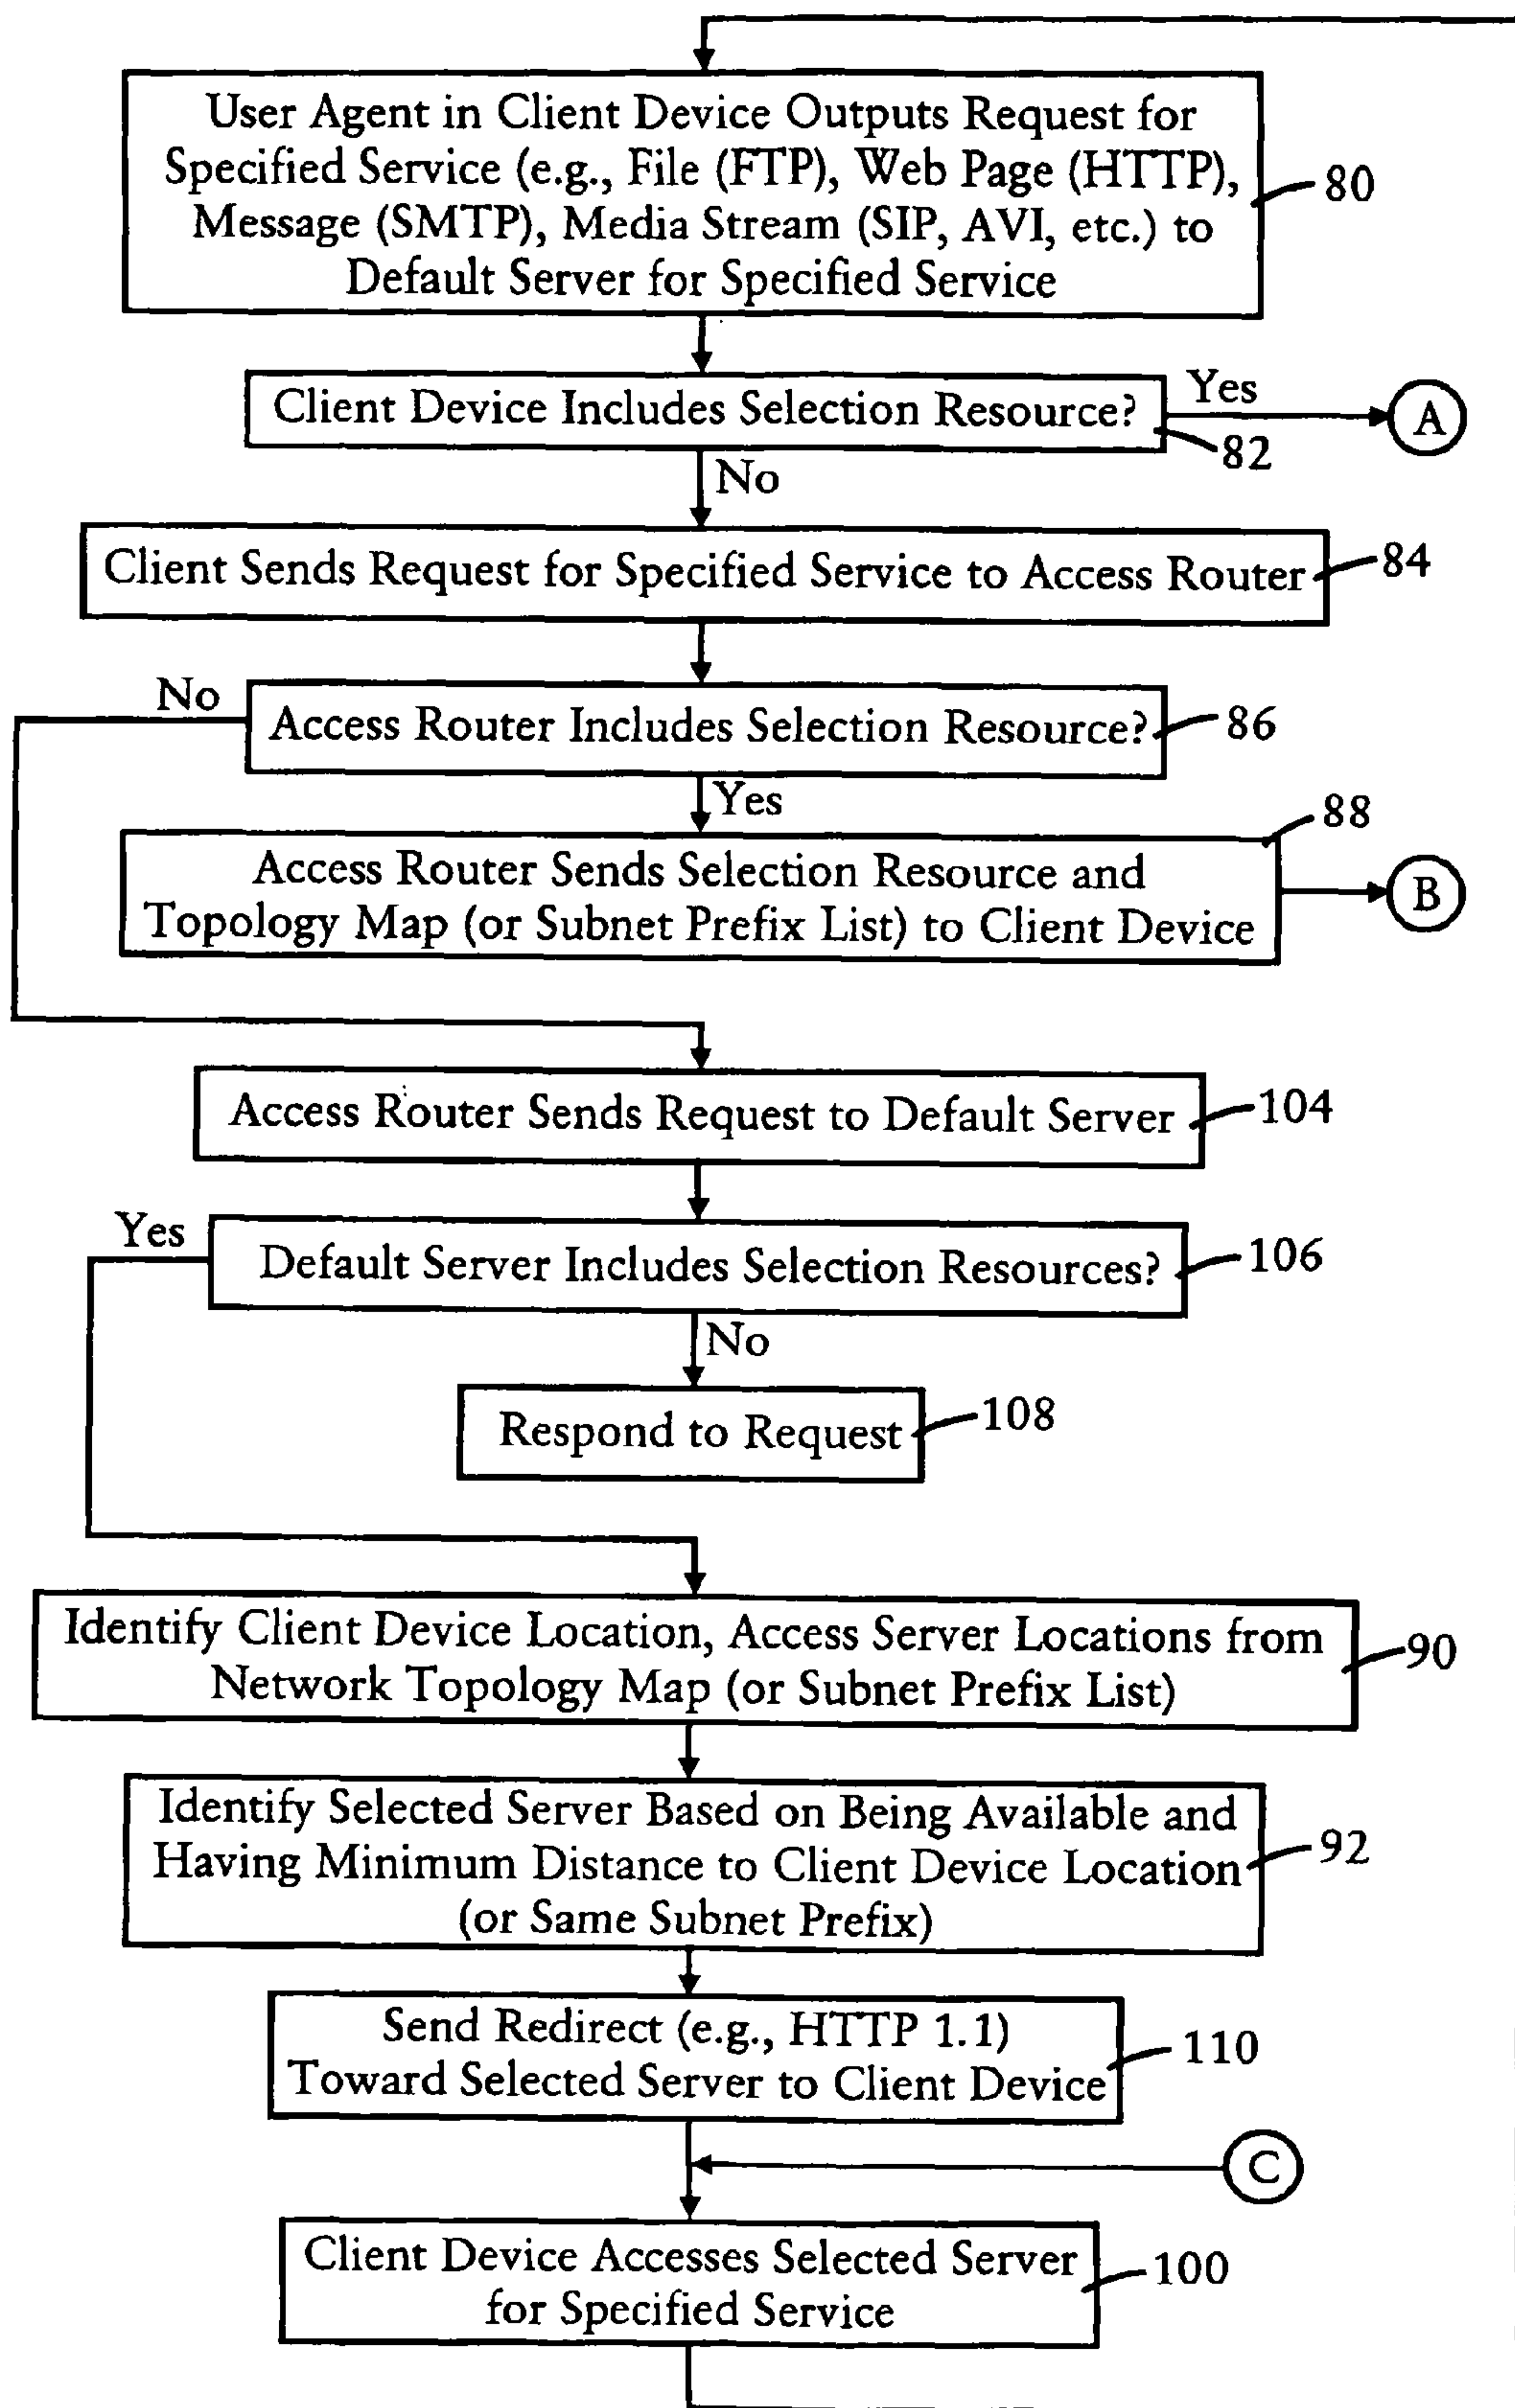 User Agent in Client Device Outputs Request for
Specified Service (e.g., File (FTP), Web Page (HTTP),
Message (SMTP), Media Stream (SIP, AVI, etc.) to
Default Server for Specified Service
80
Client Device Includes Selection Resource?
Yes
A
82
No
Client Sends Request for Specified Service to Access Router
84
No
Access Router Includes Selection Resource?
86
Yes
88
Access Router Sends Selection Resource and
Topology Map (or Subnet Prefix List) to Client Device
B
Access Router Sends Request to Default Server
104
Yes
Default Server Includes Selection Resources?
106
No
Respond to Request
108
Identify Client Device Location, Access Server Locations from
Network Topology Map (or Subnet Prefix List)
90
Identify Selected Server Based on Being Available and
Having Minimum Distance to Client Device Location
(or Same Subnet Prefix)
92
Send Redirect (e.g., HTTP 1.1)
Toward Selected Server to Client Device
110
C
Client Device Accesses Selected Server
for Specified Service
100